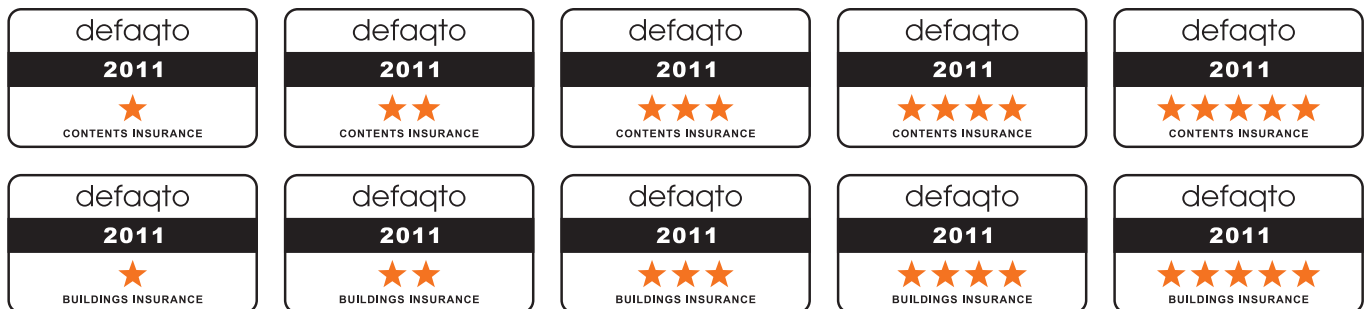 defaqto defaqto defaqto defaqto defaqto
2011 2011 2011 2011 2011
CONTENTS INSURANCE CONTENTS INSURANCE CONTENTS INSURANCE CONTENTS INSURANCE CONTENTS INSURANCE
defaqto defaqto defaqto defaqto defaqto
2011 2011 2011 2011 2011
BUILDINGS INSURANCE BUILDINGS INSURANCE BUILDINGS INSURANCE BUILDINGS INSURANCE BUILDINGS INSURANCE